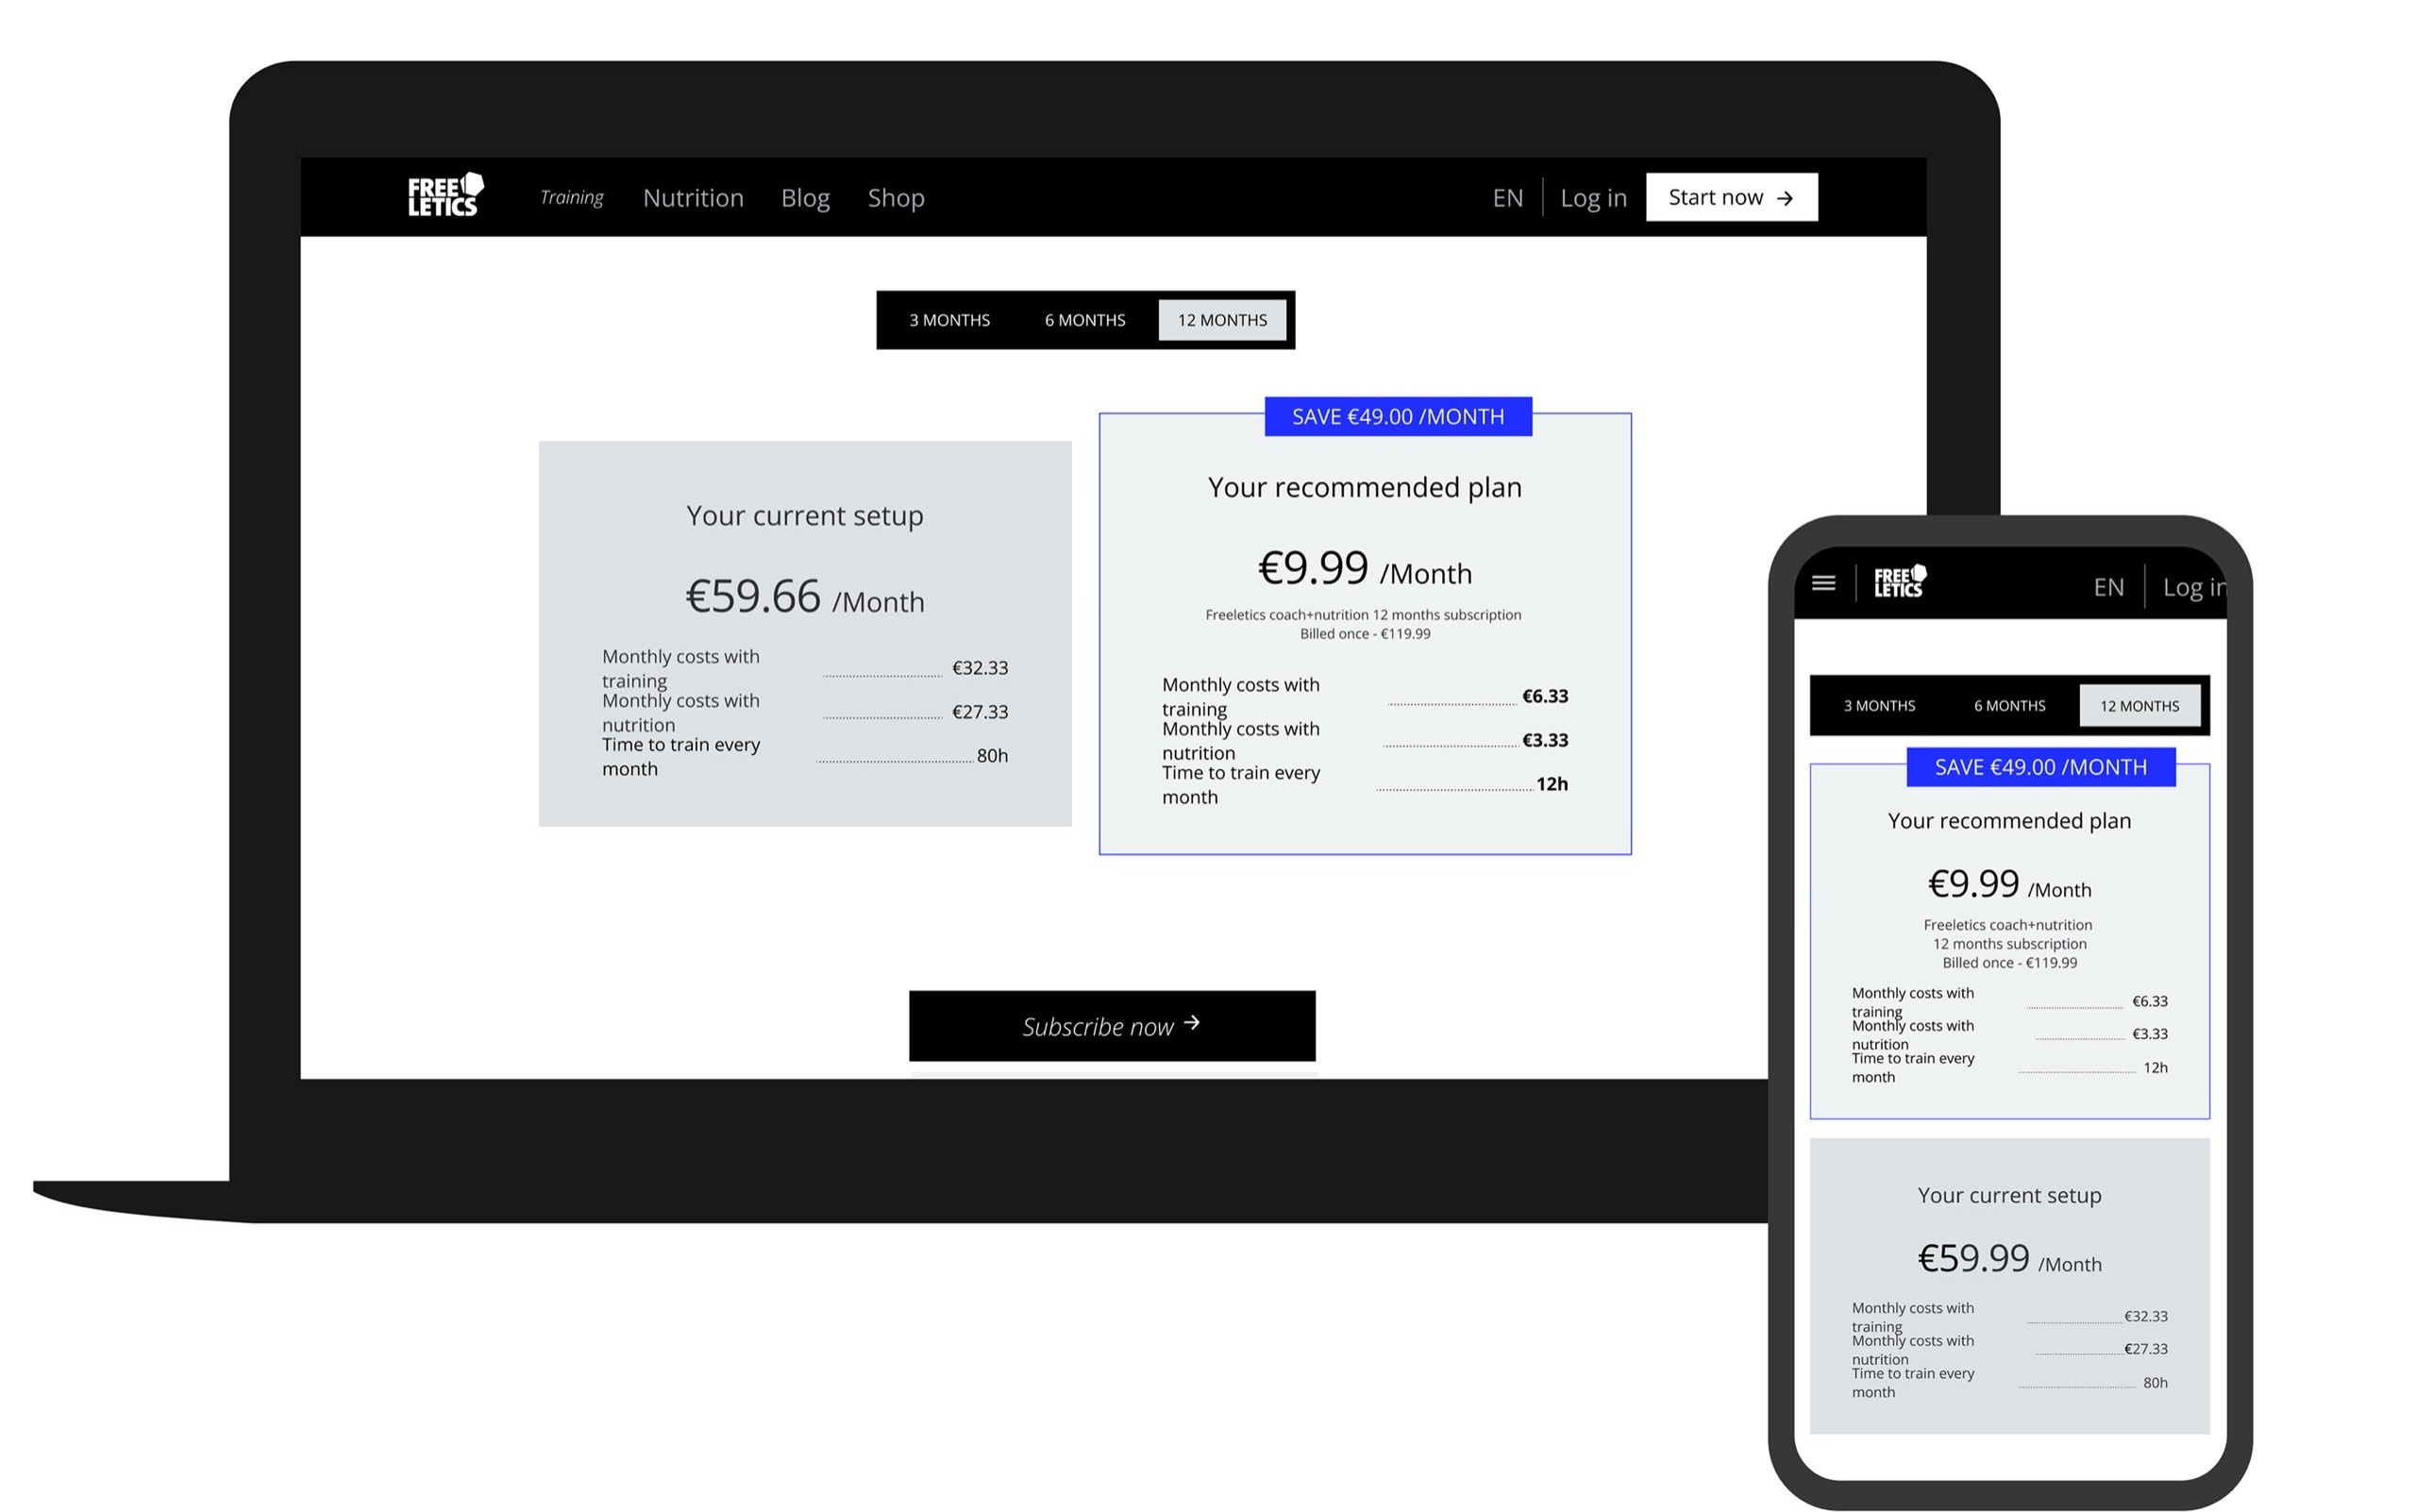 FREE
LETICS
Training Nutrition Blog Shop EN Log in Start now →
3 MONTHS 6 MONTHS 12 MONTHS
Your current setup
€59.66 /Month
Monthly costs with
training €32.33
Monthly costs with
nutrition €27.33
Time to train every
month 80h
SAVE €49.00 /MONTH
Your recommended plan
€9.99 /Month
Freeletics coach+nutrition 12 months subscription
Billed once - €119.99
Monthly costs with
training €6.33
Monthly costs with
nutrition €3.33
Time to train every
month 12h
Subscribe now →
FREE
LETICS
EN Log in
3 MONTHS 6 MONTHS 12 MONTHS
SAVE €49.00 /MONTH
Your recommended plan
€9.99 /Month
Freeletics coach+nutrition
12 months subscription
Billed once - €119.99
Monthly costs with
training €6.33
Monthly costs with
nutrition €3.33
Time to train every
month 12h
Your current setup
€59.99 /Month
Monthly costs with
training €32.33
Monthly costs with
nutrition €27.33
Time to train every
month 80h